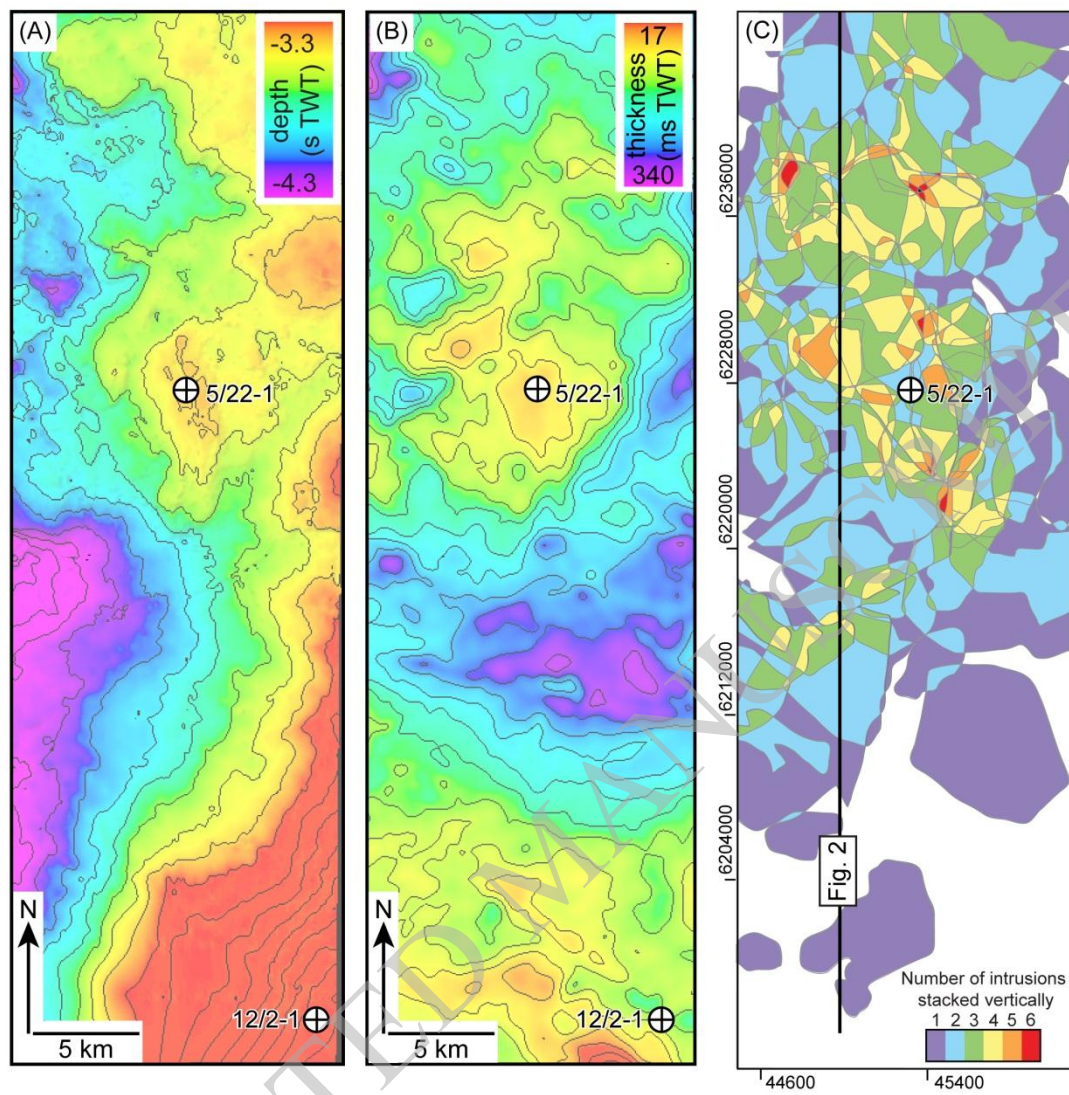 (A)
-3.3
depth
(s TWT)
-4.3
5/22-1
N
5 km
12/2-1
(B)
17
thickness
(ms TWT)
340
5/22-1
N
5 km
12/2-1
(C)
6236000
6228000
6220000
6212000
6204000
5/22-1
Fig. 2
Number of intrusions
stacked vertically
1 2 3 4 5 6
44600
45400
TED MANUSCRIPT